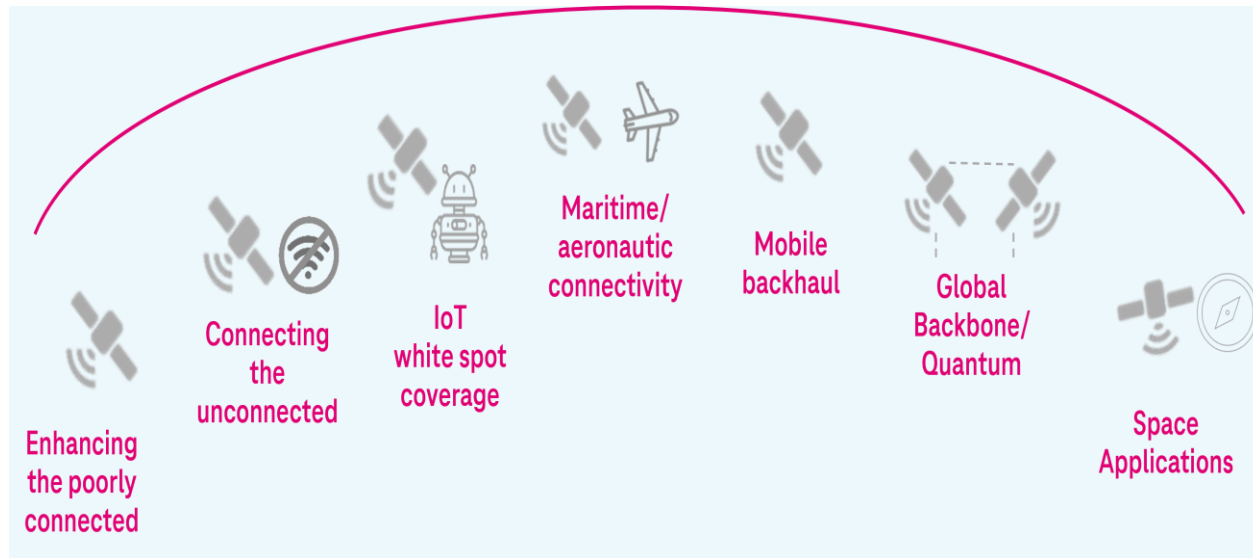 Enhancing
the poorly
connected
Connecting
the
unconnected
IoT
white spot
coverage
Maritime/
aeronautic
connectivity
Mobile
backhaul
Global
Backbone/
Quantum
Space
Applications